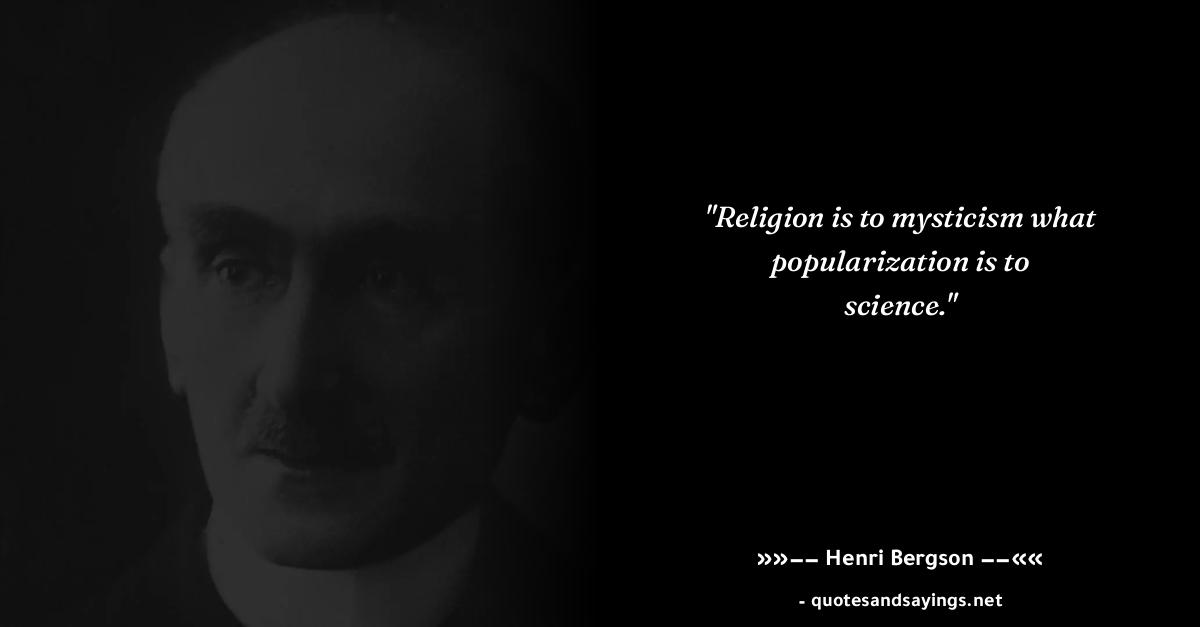 "Religion is to mysticism what
popularization is to
science."
»»–– Henri Bergson ––««
- quotesandsayings.net